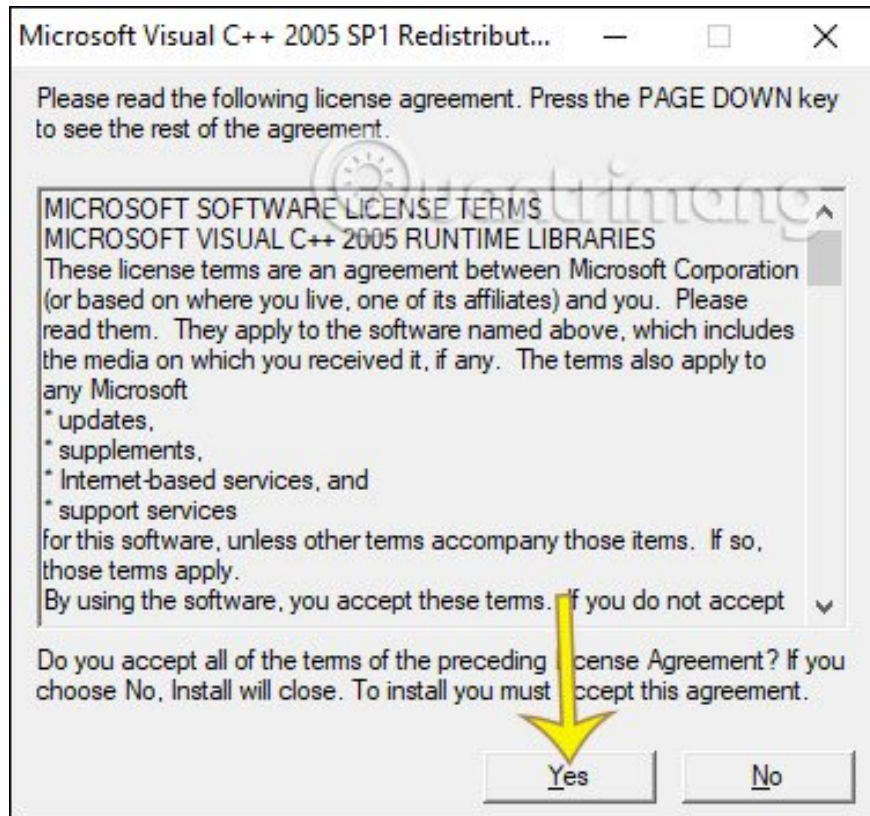 Microsoft Visual C++ 2005 SP1 Redistribut...
Please read the following license agreement. Press the PAGE DOWN key
to see the rest of the agreement.
Quantrimang
MICROSOFT SOFTWARE LICENSE TERMS
MICROSOFT VISUAL C++ 2005 RUNTIME LIBRARIES
These license terms are an agreement between Microsoft Corporation
(or based on where you live, one of its affiliates) and you.  Please
read them.  They apply to the software named above, which includes
the media on which you received it, if any.  The terms also apply to
any Microsoft
* updates,
* supplements,
* Internet-based services, and
* support services
for this software, unless other terms accompany those items.  If so,
those terms apply.
By using the software, you accept these terms.  If you do not accept
Do you accept all of the terms of the preceding License Agreement? If you
choose No, Install will close. To install you must accept this agreement.
Yes
No